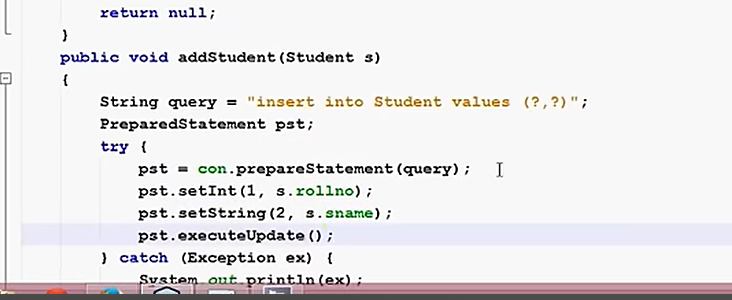 return null;
}
public void addStudent(Student s)
{
String query = "insert into Student values (?,?)";
PreparedStatement pst;
try {
pst = con.prepareStatement(query);
pst.setInt(1, s.rollno);
pst.setString(2, s.sname);
pst.executeUpdate();
} catch (Exception ex) {
System.out.println(ex);